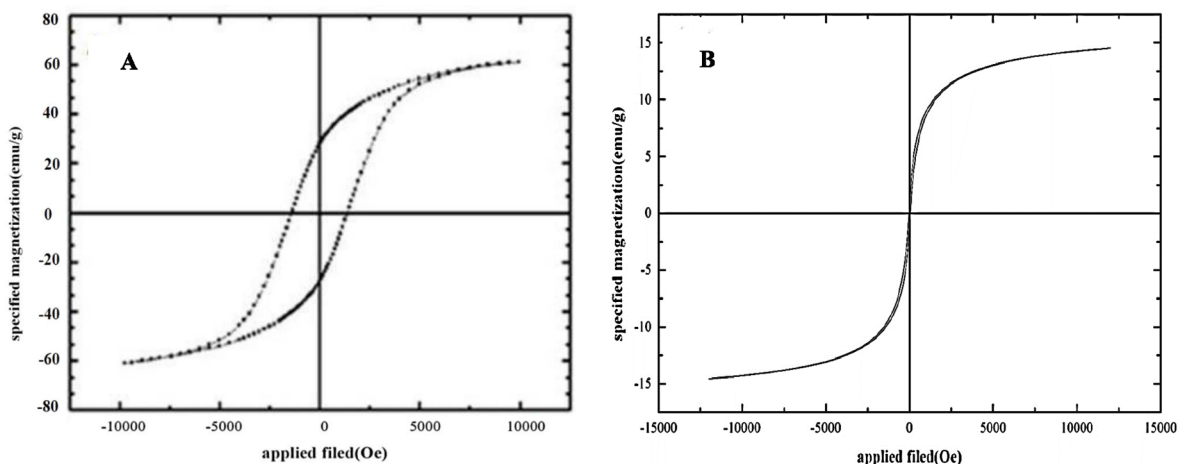 A
specified magnetization(emu/g)
80
60
40
20
0
-20
-40
-60
-80
-10000 -5000 0 5000 10000
applied filed(Oe)
B
specified magnetization(emu/g)
15
10
5
0
-5
-10
-15
-15000 -10000 -5000 0 5000 10000 15000
applied filed(Oe)